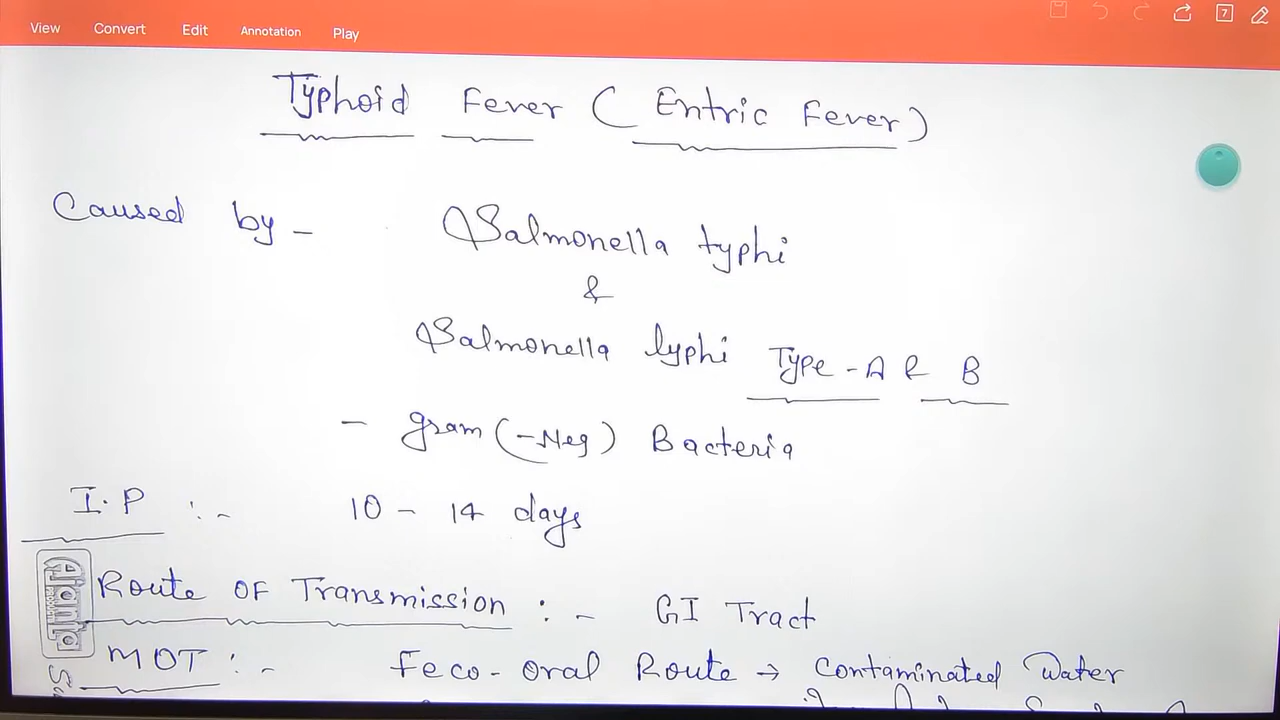 View Convert Edit Annotation Play
7
Typhoid Fever ( Entric Fever )
Caused by - Salmonella typhi
&
Salmonella typhi Type - A & B
- gram (-Neg) Bacteria
I.P :- 10 - 14 days
Route OF Transmission :- GI Tract
MOT :- Feco-oral Route → Contaminated Water